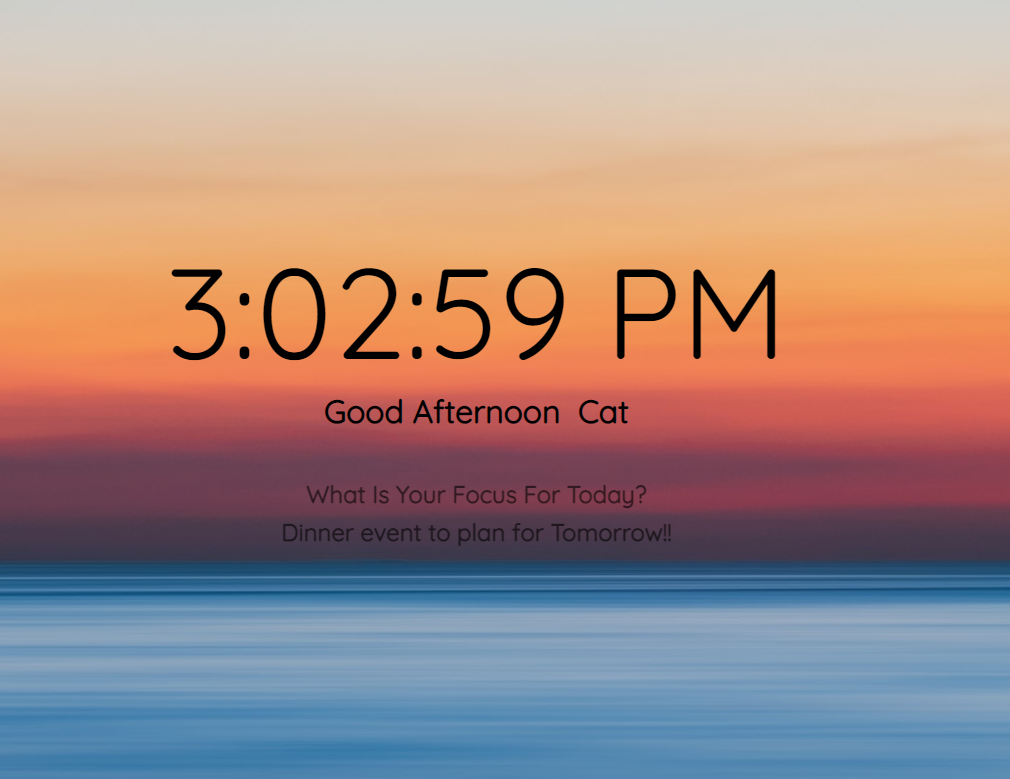 3:02:59 PM
Good Afternoon Cat
What Is Your Focus For Today?
Dinner event to plan for Tomorrow!!